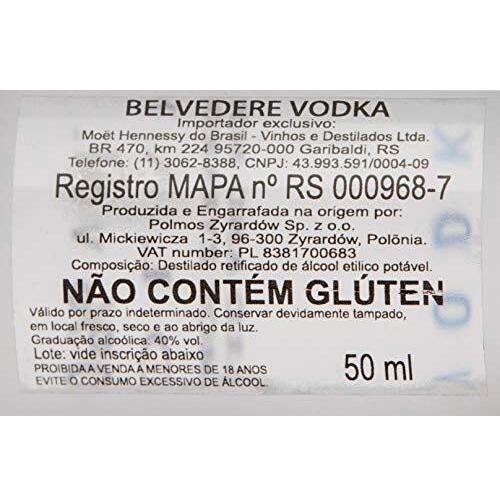 BELVEDERE VODKA
Importador exclusivo:
Moët Hennessy do Brasil - Vinhos e Destilados Ltda.
BR 470, km 224 95720-000 Garibaldi, RS
Telefone: (11) 3062-8388, CNPJ: 43.993.591/0004-09
Registro MAPA nº RS 000968-7
Produzida e Engarrafada na origem por:
Polmos Zyrardów Sp. z o.o.
ul. Mickiewicza 1-3, 96-300 Zyrardów, Polônia.
VAT number: PL 8381700683
Composição: Destilado retificado de álcool etilico potável.
NÃO CONTÉM GLÚTEN
Válido por prazo indeterminado. Conservar devidamente tampado,
em local fresco, seco e ao abrigo da luz.
Graduação alcoólica: 40% vol.
Lote: vide inscrição abaixo
PROIBIDA A VENDA A MENORES DE 18 ANOS
EVITE O CONSUMO EXCESSIVO DE ÁLCOOL.
50 ml